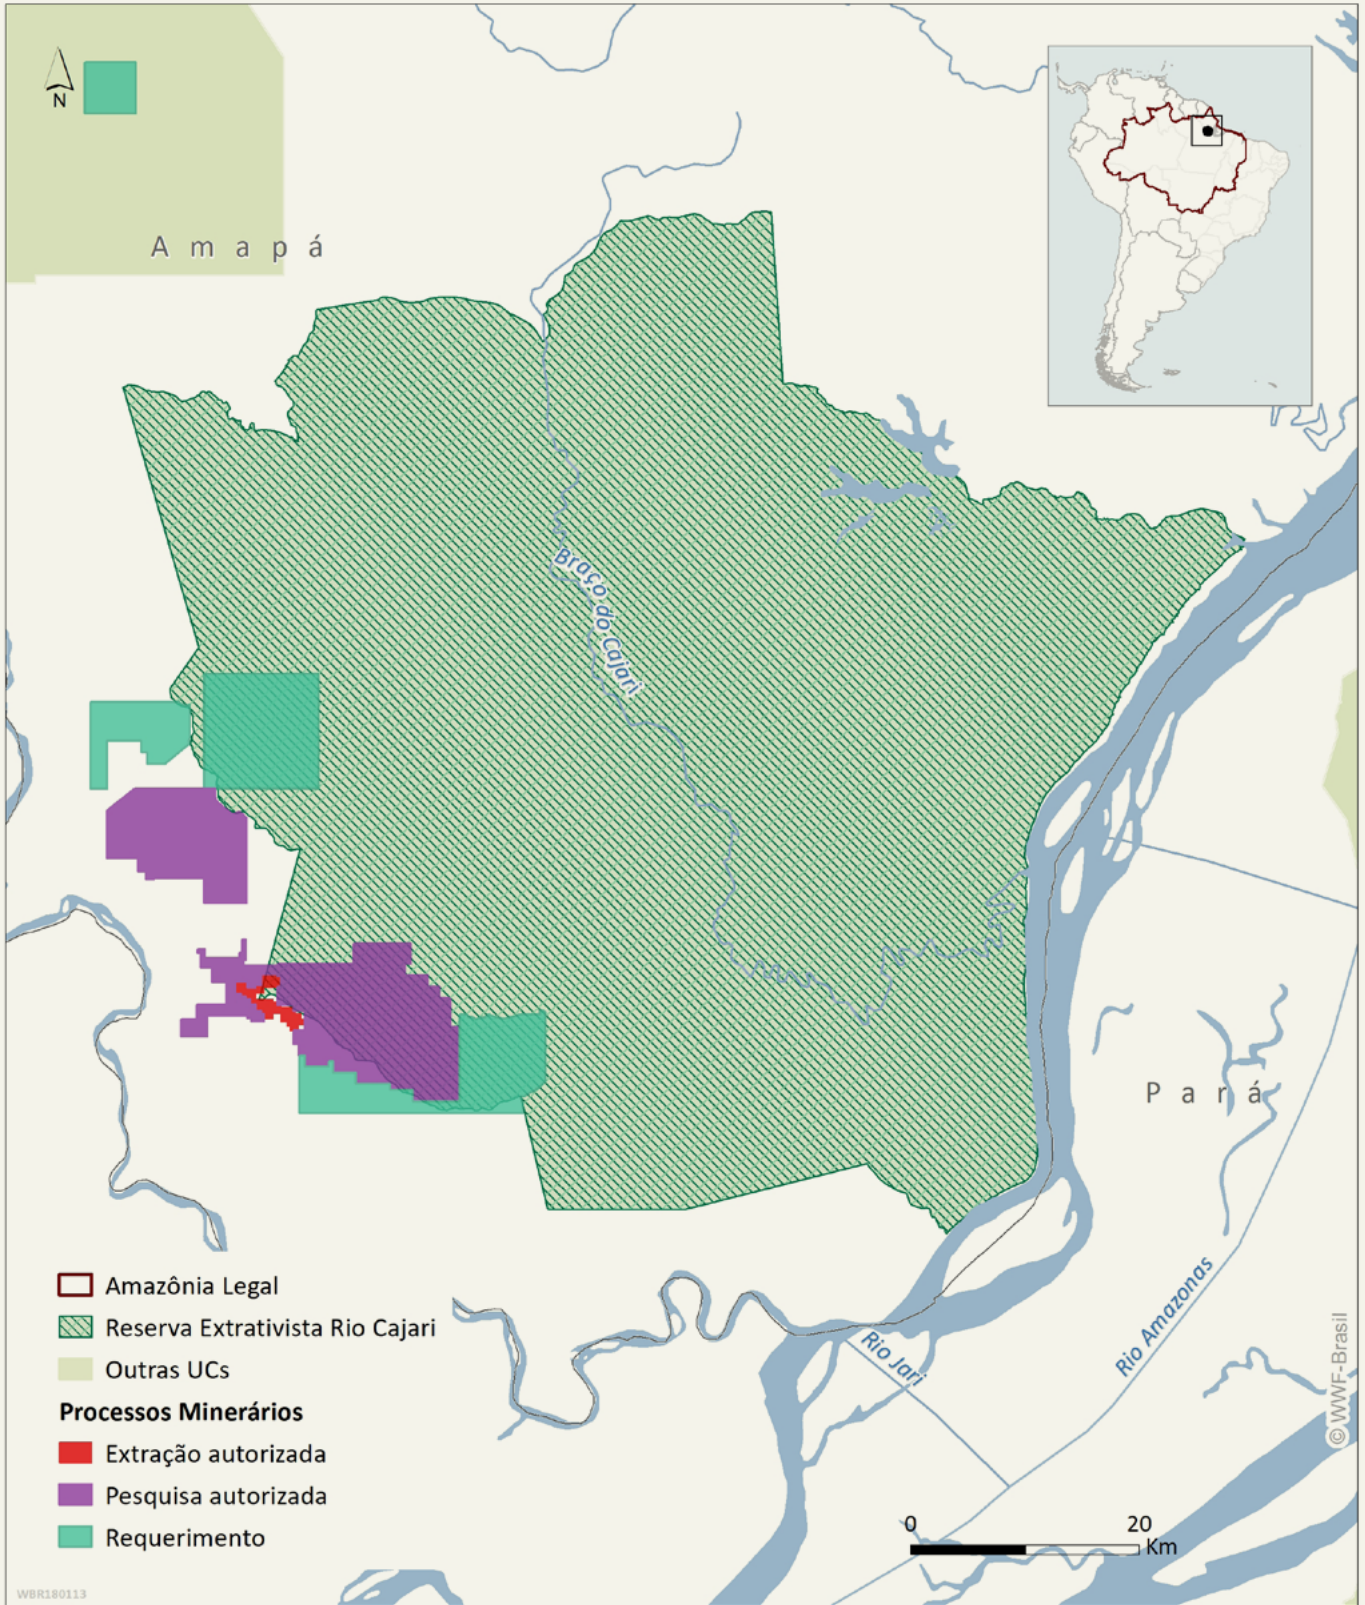 N
A m a p á
Braço do Cajari
P a r á
Amazônia Legal
Reserva Extrativista Rio Cajari
Outras UCs
Processos Minerários
Extração autorizada
Pesquisa autorizada
Requerimento
Rio Jari
Rio Amazonas
© WWF-Brasil
0 20
Km
WBR180113